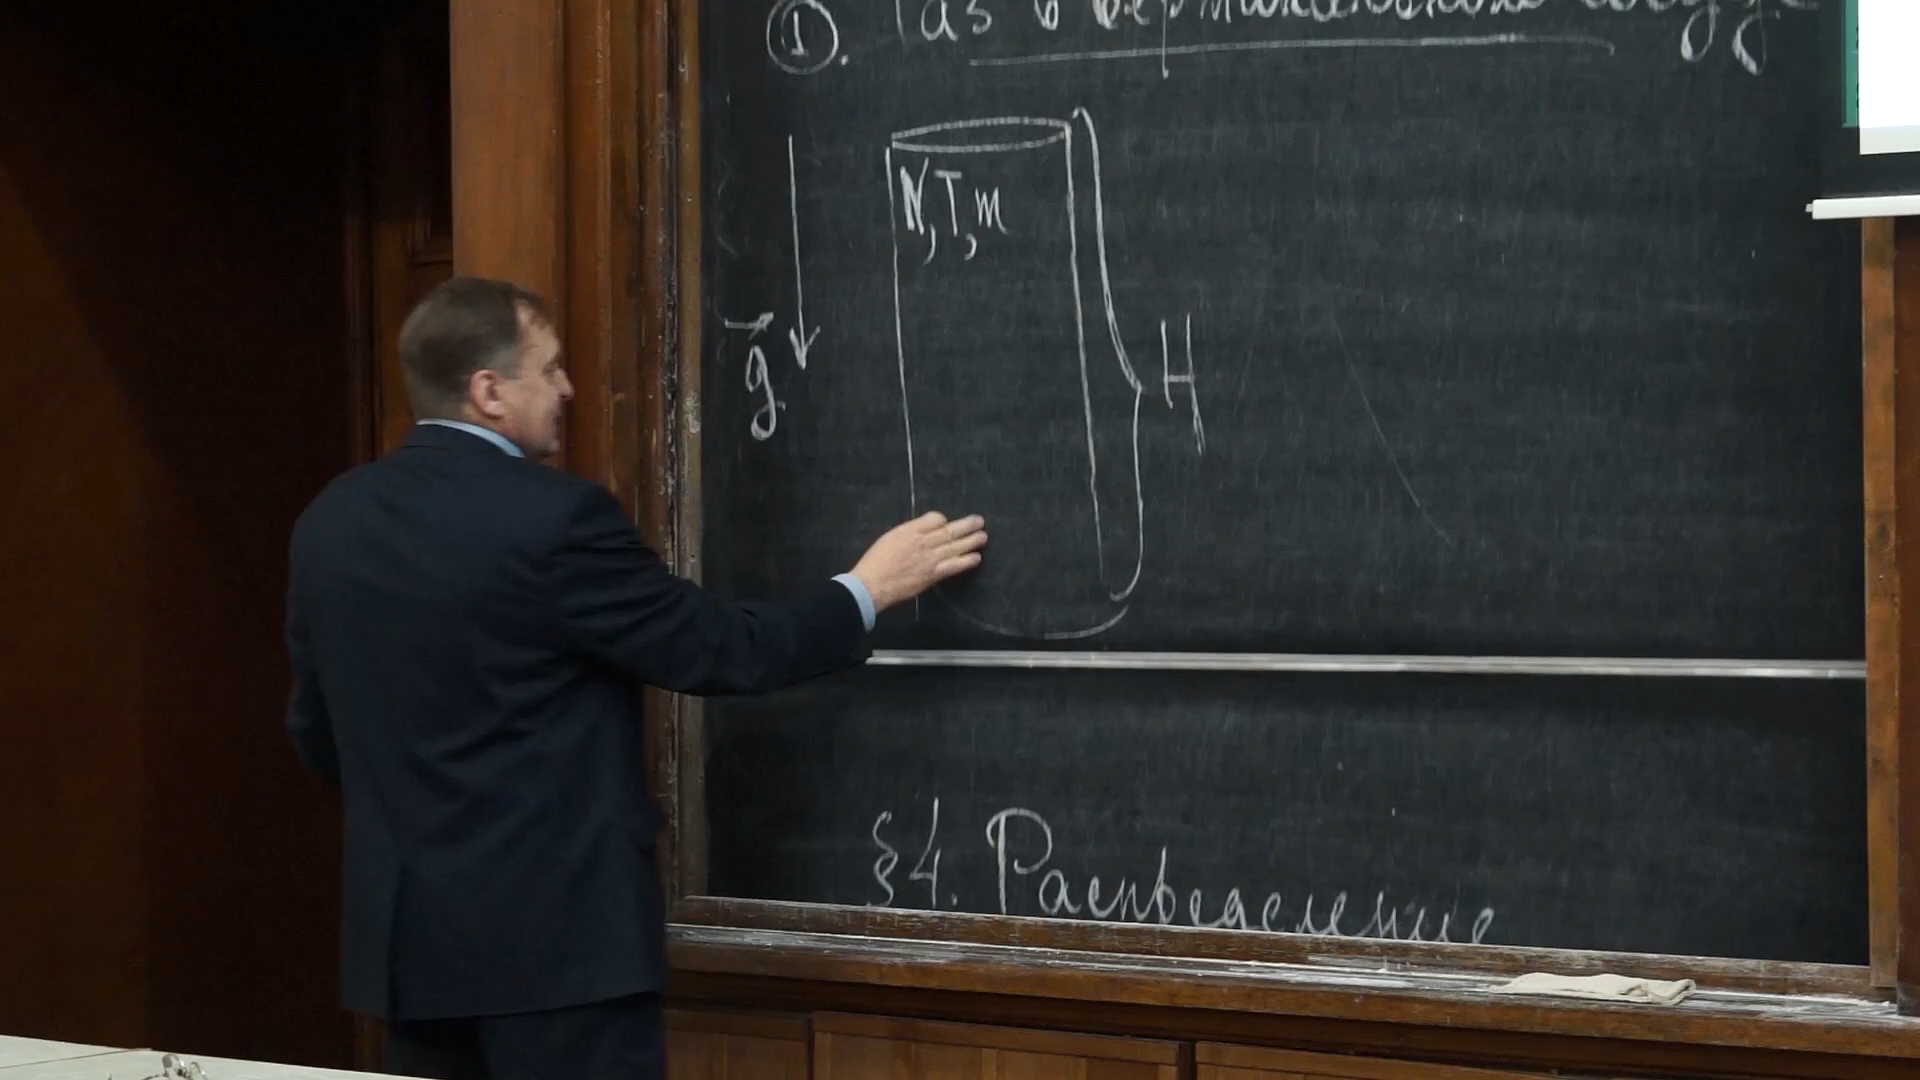 ①. Газ в вертикальном сосуде
N, T, m
g⃗
H
§4. Распределение